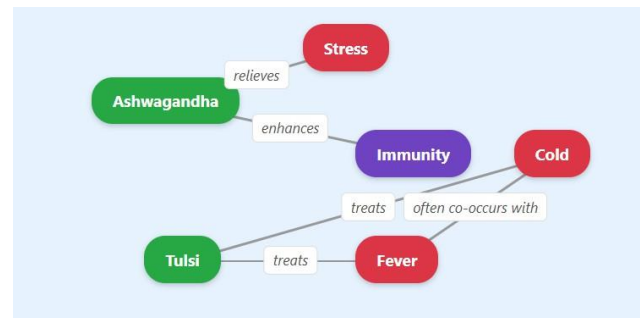 Stress
relieves
Ashwagandha
enhances
Immunity
Cold
treats
often co-occurs with
Tulsi
treats
Fever